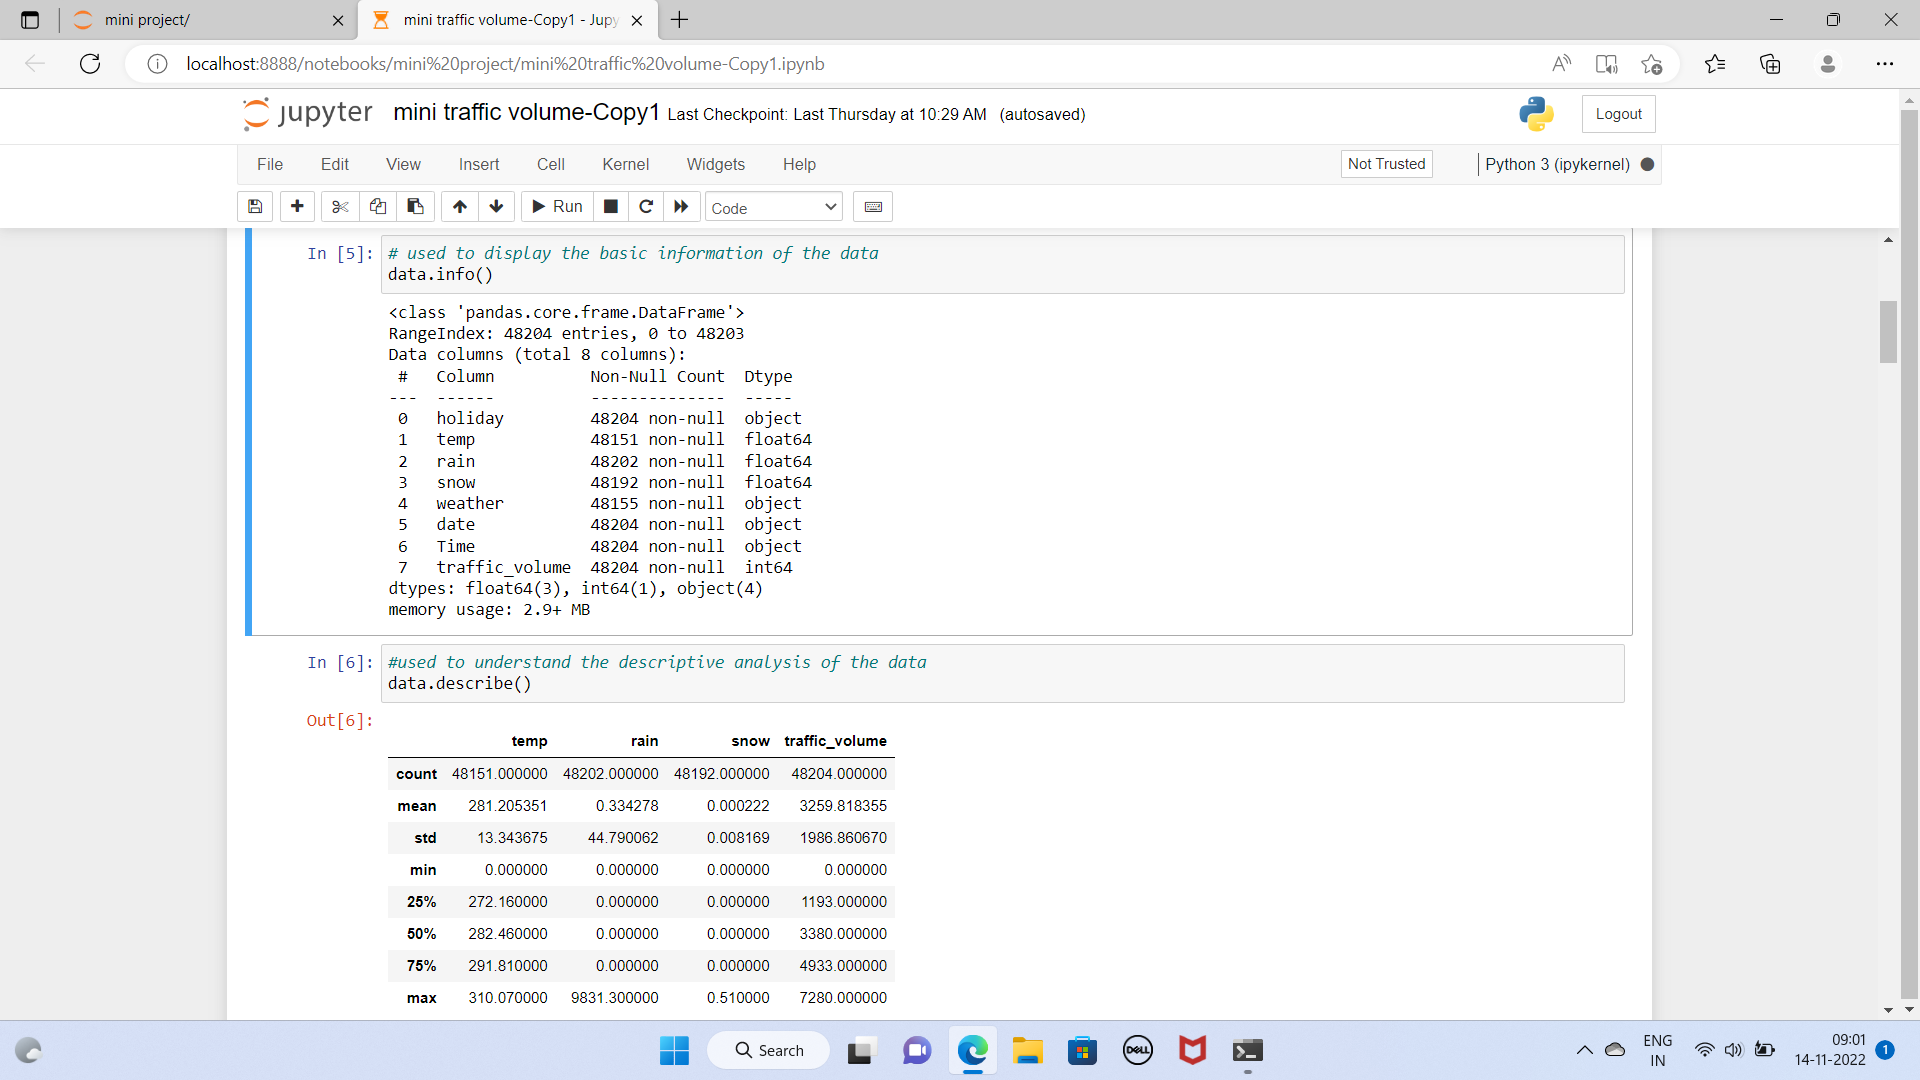 mini project/
mini traffic volume-Copy1 - Jupy
localhost:8888/notebooks/mini%20project/mini%20traffic%20volume-Copy1.ipynb
jupyter mini traffic volume-Copy1 Last Checkpoint: Last Thursday at 10:29 AM (autosaved)
Logout
File Edit View Insert Cell Kernel Widgets Help
Not Trusted
Python 3 (ipykernel)
Run
Code
In [5]: # used to display the basic information of the data
data.info()
<class 'pandas.core.frame.DataFrame'>
RangeIndex: 48204 entries, 0 to 48203
Data columns (total 8 columns):
# Column Non-Null Count Dtype
--- ------ -------------- -----
0 holiday 48204 non-null object
1 temp 48151 non-null float64
2 rain 48202 non-null float64
3 snow 48192 non-null float64
4 weather 48155 non-null object
5 date 48204 non-null object
6 Time 48204 non-null object
7 traffic_volume 48204 non-null int64
dtypes: float64(3), int64(1), object(4)
memory usage: 2.9+ MB
In [6]: #used to understand the descriptive analysis of the data
data.describe()
Out[6]:
temp rain snow traffic_volume
count 48151.000000 48202.000000 48192.000000 48204.000000
mean 281.205351 0.334278 0.000222 3259.818355
std 13.343675 44.790062 0.008169 1986.860670
min 0.000000 0.000000 0.000000 0.000000
25% 272.160000 0.000000 0.000000 1193.000000
50% 282.460000 0.000000 0.000000 3380.000000
75% 291.810000 0.000000 0.000000 4933.000000
max 310.070000 9831.300000 0.510000 7280.000000
Search
DELL
ENG
IN
09:01
14-11-2022
1